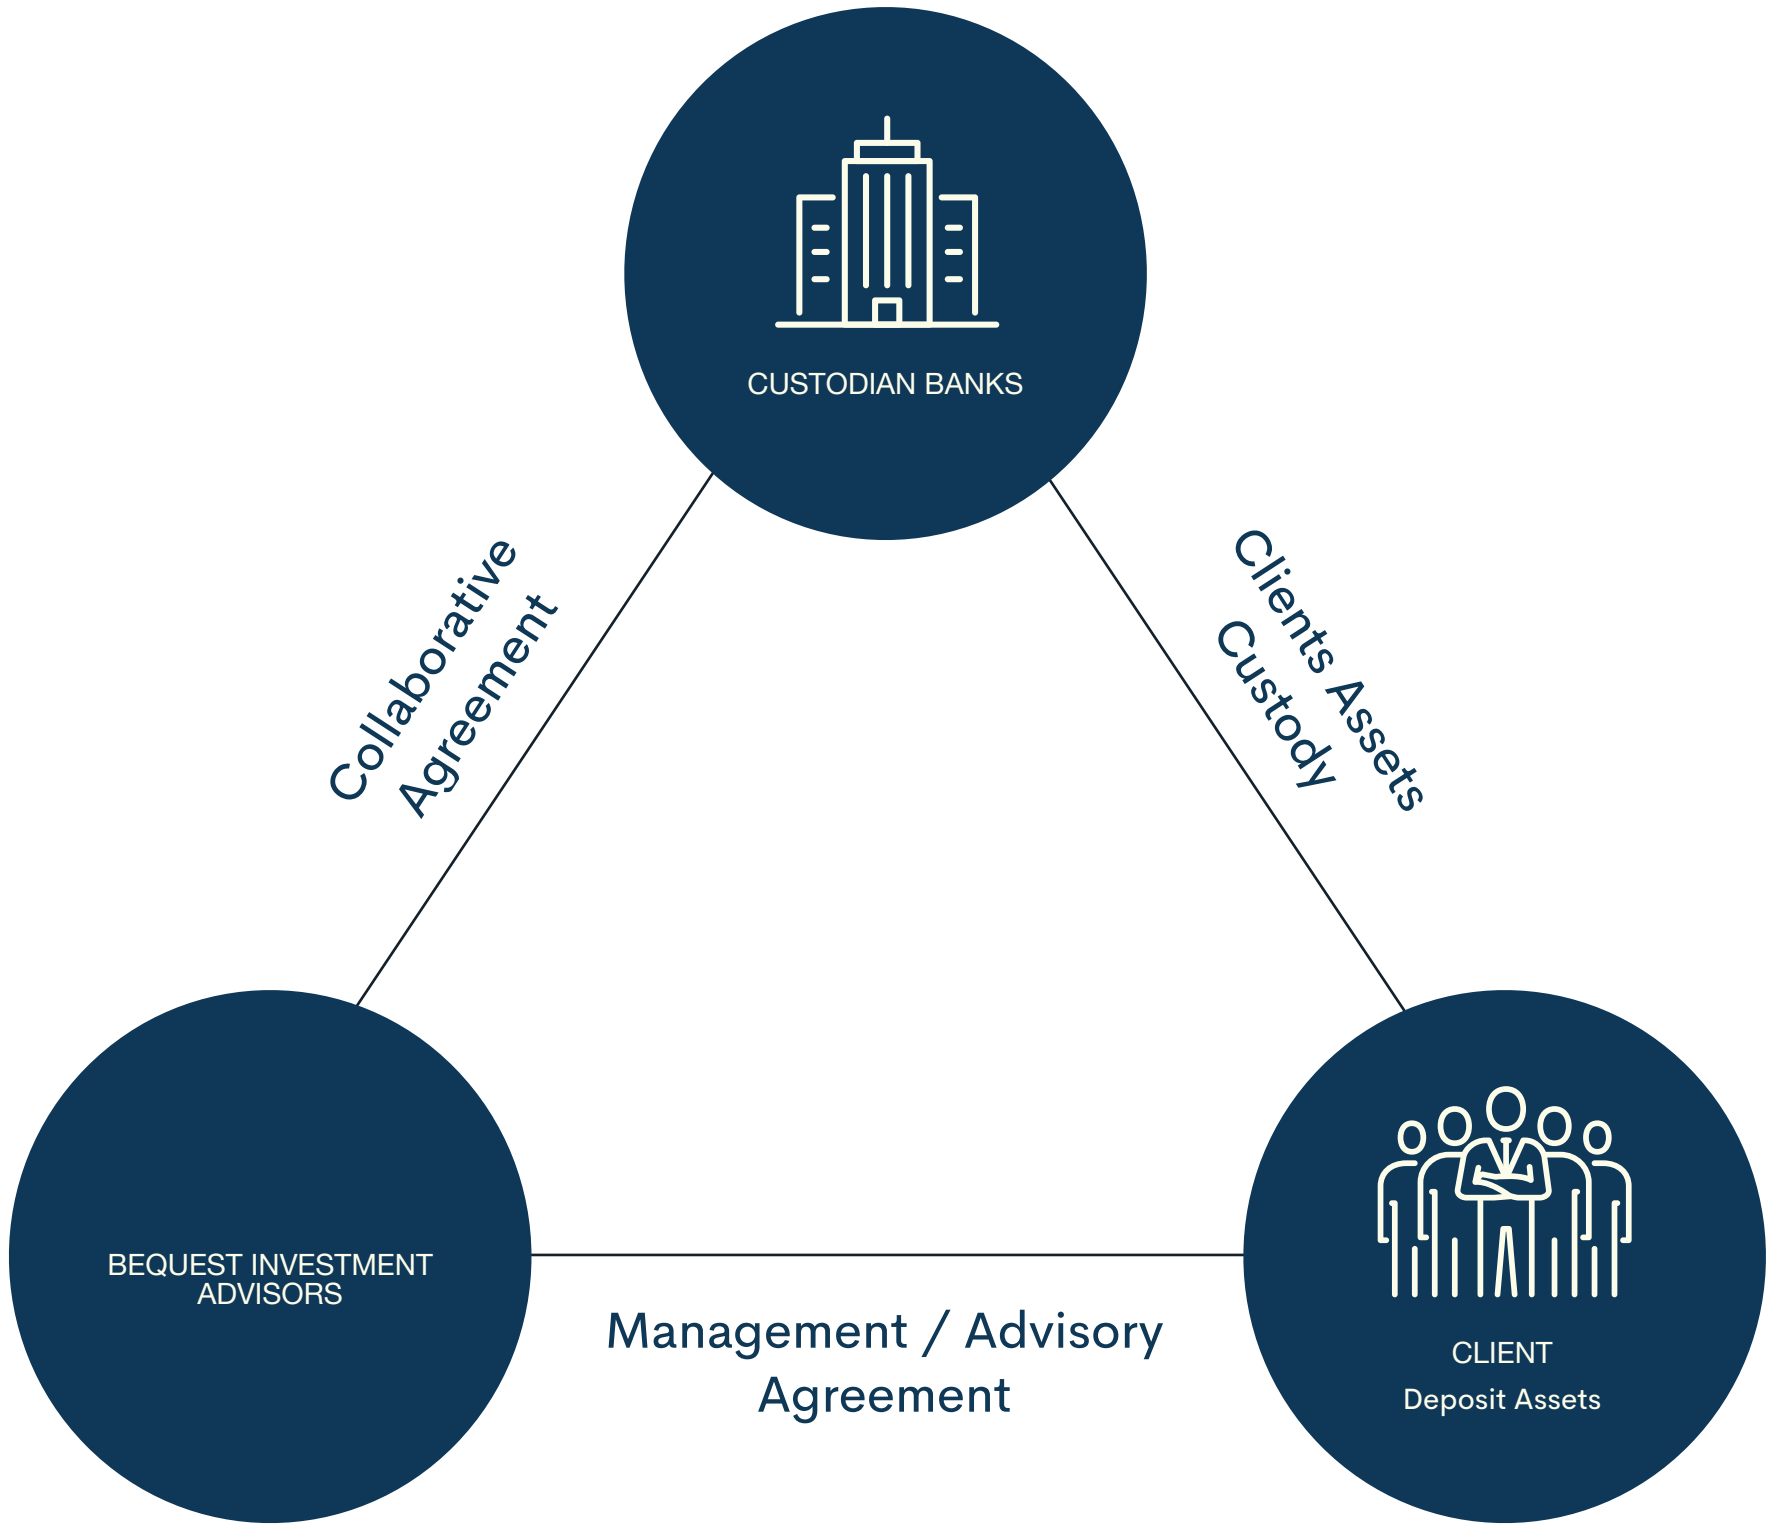 CUSTODIAN BANKS
Collaborative
Agreement
Clients Assets
Custody
BEQUEST INVESTMENT
ADVISORS
Management / Advisory
Agreement
CLIENT
Deposit Assets